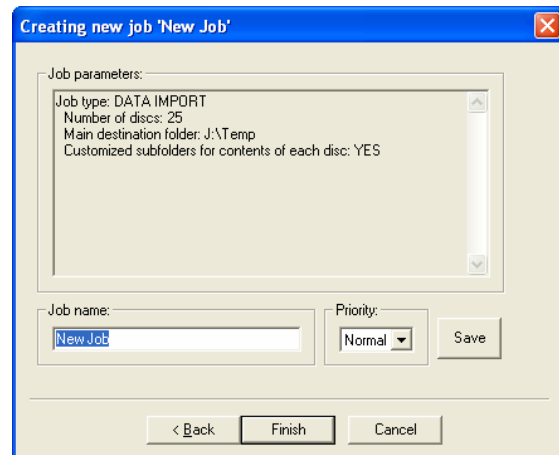 Creating new job 'New Job'
Job parameters:
Job type: DATA IMPORT
Number of discs: 25
Main destination folder: J:\Temp
Customized subfolders for contents of each disc: YES
Job name:
Priority:
New Job
Normal
Save
< Back
Finish
Cancel